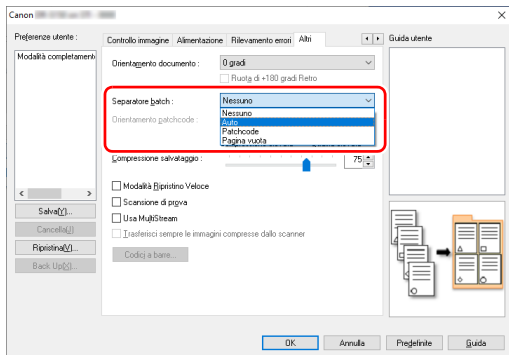 Canon
Preferenze utente :
Modalità completamente
Salva(Y)...
Cancella(J)
Ripristina(V)...
Back Up(X)...
Controllo immagine
Alimentazione
Rilevamento errori
Altri
Orientamento documento :
0 gradi
Ruota di +180 gradi Retro
Separatore batch :
Nessuno
Nessuno
Auto
Patchcode
Pagina vuota
Orientamento patchcode :
Compressione salvataggio :
75
Modalità Ripristino Veloce
Scansione di prova
Usa MultiStream
Trasferisci sempre le immagini compresse dallo scanner
Codici a barre...
Guida utente
OK
Annulla
Predefinite
Guida